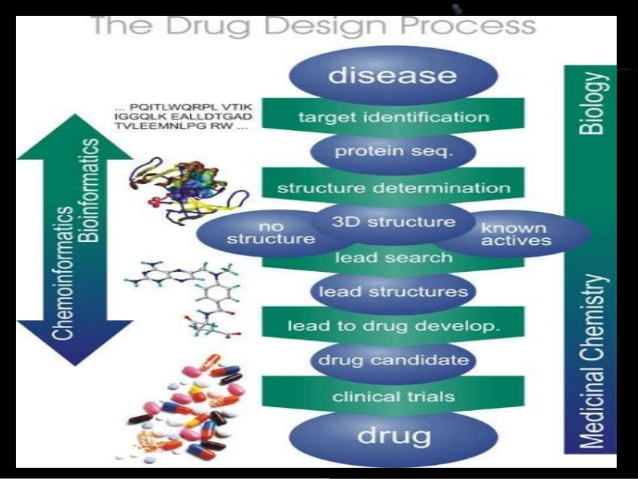 The Drug Design Process
disease
... PQITLWQRPL VTIK
IGGQLK EALLDTGAD
TVLEEMNLPG RW ...
target identification
protein seq.
structure determination
no
structure
3D structure
known
actives
lead search
lead structures
lead to drug develop.
drug candidate
clinical trials
drug
Chemoinformatics
Bioinformatics
Biology
Medicinal Chemistry